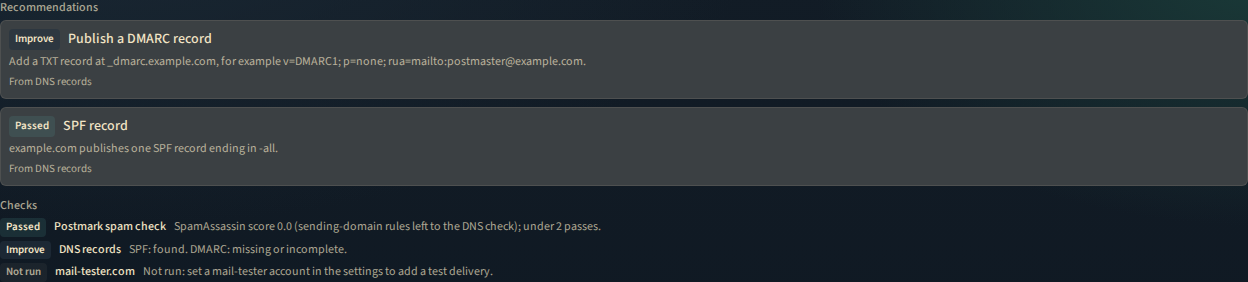 Recommendations
Improve Publish a DMARC record
Add a TXT record at _dmarc.example.com, for example v=DMARC1; p=none; rua=mailto:postmaster@example.com.
From DNS records
Passed SPF record
example.com publishes one SPF record ending in -all.
From DNS records
Checks
Passed Postmark spam check SpamAssassin score 0.0 (sending-domain rules left to the DNS check); under 2 passes.
Improve DNS records SPF: found. DMARC: missing or incomplete.
Not run mail-tester.com Not run: set a mail-tester account in the settings to add a test delivery.